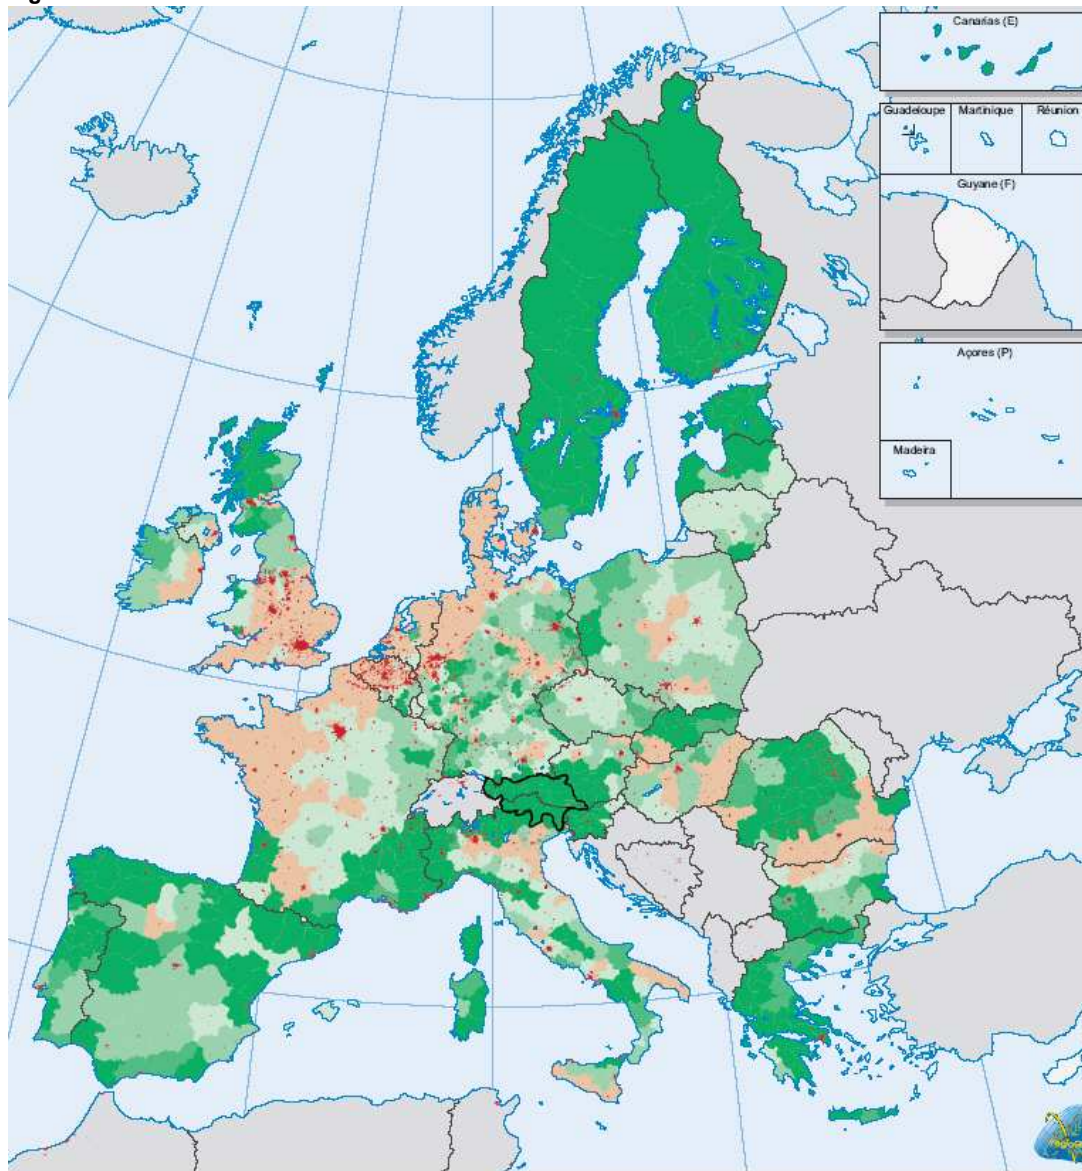 Canarias (E)
Guadeloupe
Martinique
Réunion
Guyane (F)
Açores (P)
Madeira